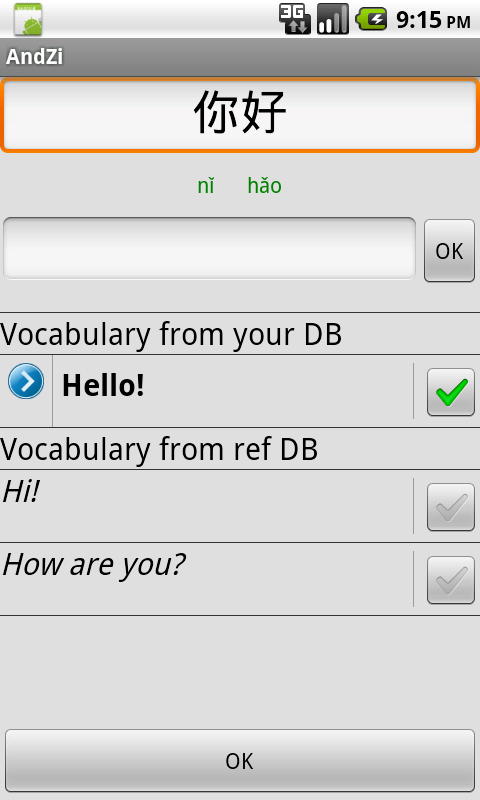 3G 9:15 PM
AndZi
你好
nǐ hǎo
OK
Vocabulary from your DB
Hello!
Vocabulary from ref DB
Hi!
How are you?
OK